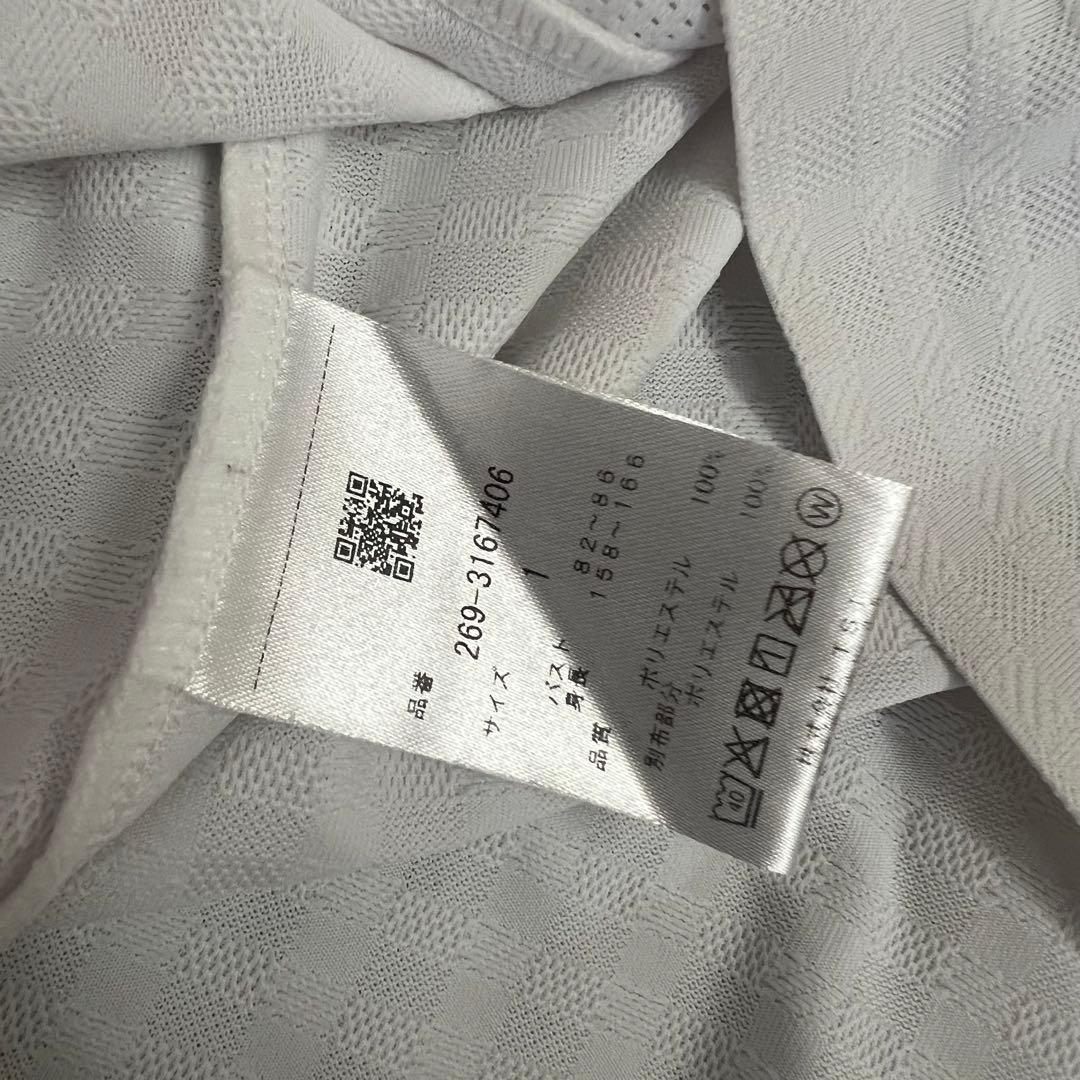 品番
269-3167406
サイズ 1
バスト 82~86
身長 158~166
品質 ポリエステル 100%
別布部分 ポリエステル 100%
40
W